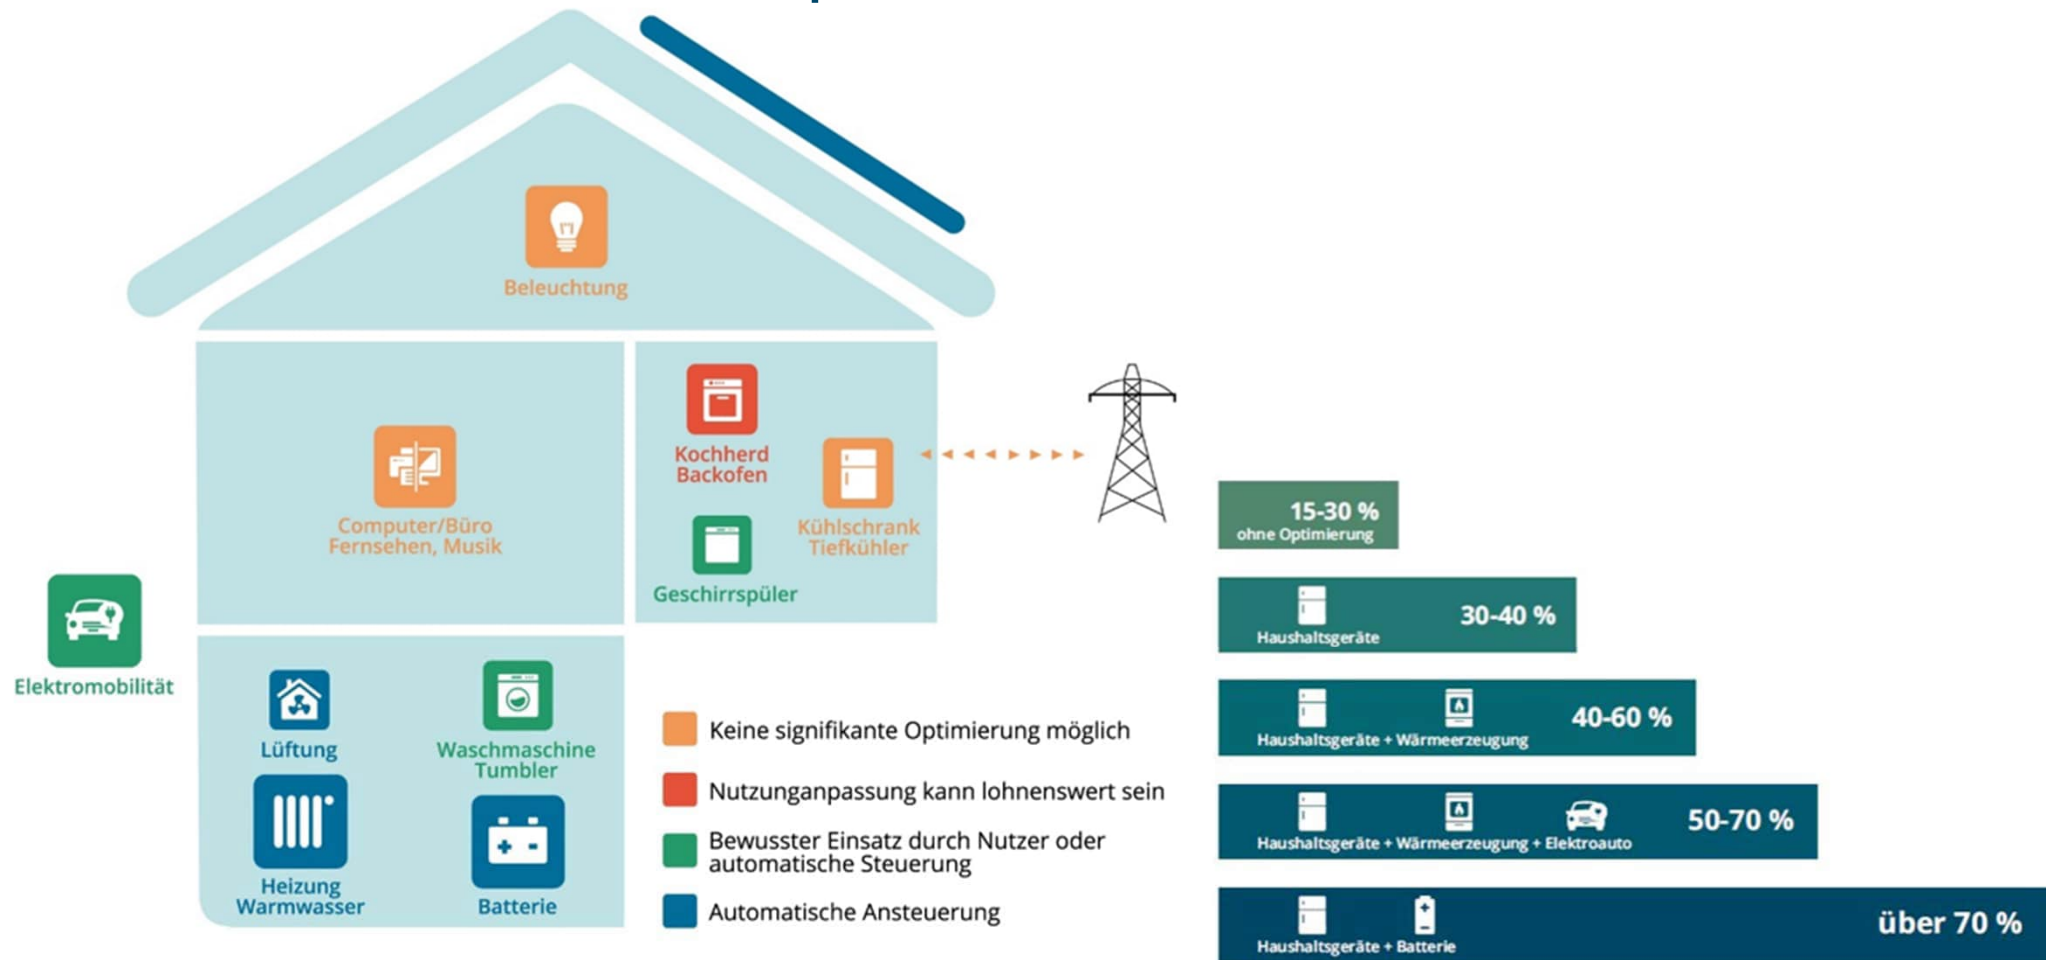 Beleuchtung
Computer/Büro
Fernsehen, Musik
Kochherd
Backofen
Kühlschrank
Tiefkühler
Geschirrspüler
Elektromobilität
Lüftung
Waschmaschine
Tumbler
Heizung
Warmwasser
Batterie
Keine signifikante Optimierung möglich
Nutzunganpassung kann lohnenswert sein
Bewusster Einsatz durch Nutzer oder
automatische Steuerung
Automatische Ansteuerung
15-30 %
ohne Optimierung
30-40 %
Haushaltsgeräte
40-60 %
Haushaltsgeräte + Wärmeerzeugung
50-70 %
Haushaltsgeräte + Wärmeerzeugung + Elektroauto
über 70 %
Haushaltsgeräte + Batterie